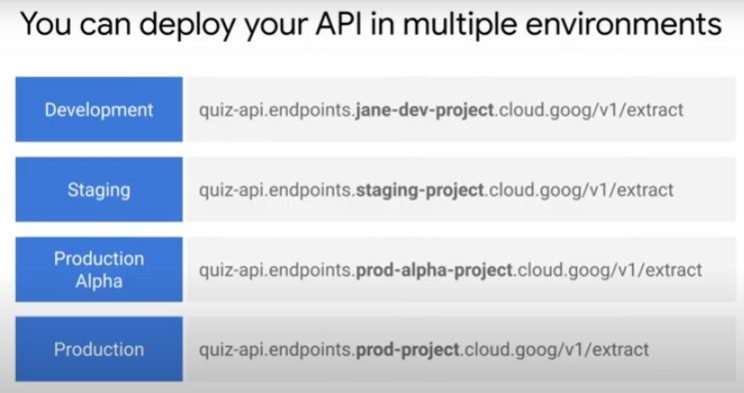 You can deploy your API in multiple environments
Development
quiz-api.endpoints.jane-dev-project.cloud.goog/v1/extract
Staging
quiz-api.endpoints.staging-project.cloud.goog/v1/extract
Production
Alpha
quiz-api.endpoints.prod-alpha-project.cloud.goog/v1/extract
Production
quiz-api.endpoints.prod-project.cloud.goog/v1/extract